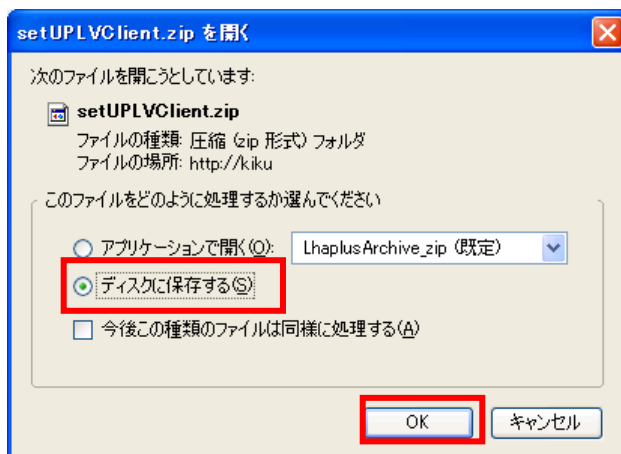 setUPLVClient.zip を開く
次のファイルを開こうとしています:
setUPLVClient.zip
ファイルの種類: 圧縮 (zip 形式) フォルダ
ファイルの場所: http://kiku
このファイルをどのように処理するか選んでください
アプリケーションで開く(O): LhaplusArchive_zip (既定)
ディスクに保存する(S)
今後この種類のファイルは同様に処理する(A)
OK キャンセル